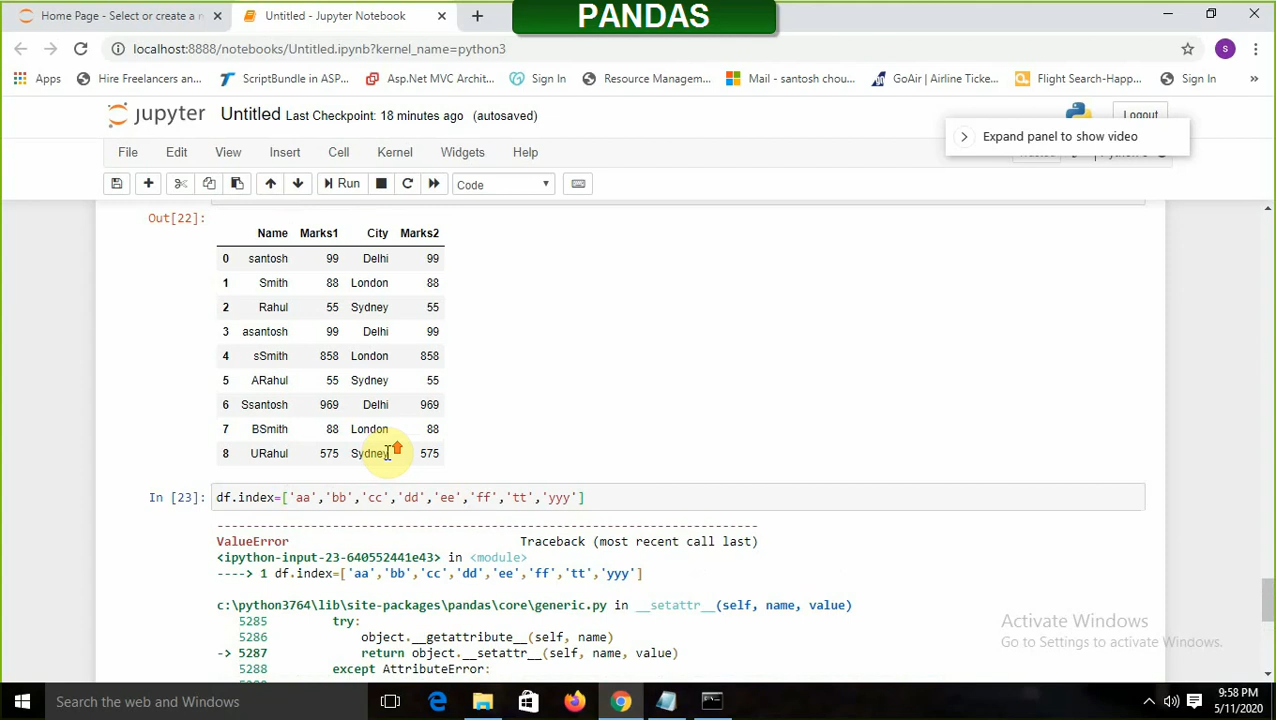 PANDAS
Home Page - Select or create a n
Untitled - Jupyter Notebook
localhost:8888/notebooks/Untitled.ipynb?kernel_name=python3
S
Apps
Hire Freelancers an...
ScriptBundle in ASP...
Asp.Net MVC Archit...
Sign In
Resource Managem...
Mail - santosh chou...
GoAir | Airline Ticke...
Flight Search-Happ...
Sign In
»
jupyter Untitled Last Checkpoint: 18 minutes ago (autosaved)
Logout
Expand panel to show video
File Edit View Insert Cell Kernel Widgets Help
Run
Code
Out[22]:
Name Marks1 City Marks2
0 santosh 99 Delhi 99
1 Smith 88 London 88
2 Rahul 55 Sydney 55
3 asantosh 99 Delhi 99
4 sSmith 858 London 858
5 ARahul 55 Sydney 55
6 Ssantosh 969 Delhi 969
7 BSmith 88 London 88
8 URahul 575 Sydney 575
In [23]: df.index=['aa','bb','cc','dd','ee','ff','tt','yyy']
---------------------------------------------------------------------------
ValueError Traceback (most recent call last)
<ipython-input-23-640552441e43> in <module>
----> 1 df.index=['aa','bb','cc','dd','ee','ff','tt','yyy']
c:\python3764\lib\site-packages\pandas\core\generic.py in __setattr__(self, name, value)
5285 try:
5286 object.__getattribute__(self, name)
-> 5287 return object.__setattr__(self, name, value)
5288 except AttributeError:
Activate Windows
Go to Settings to activate Windows.
Search the web and Windows
9:58 PM
5/11/2020